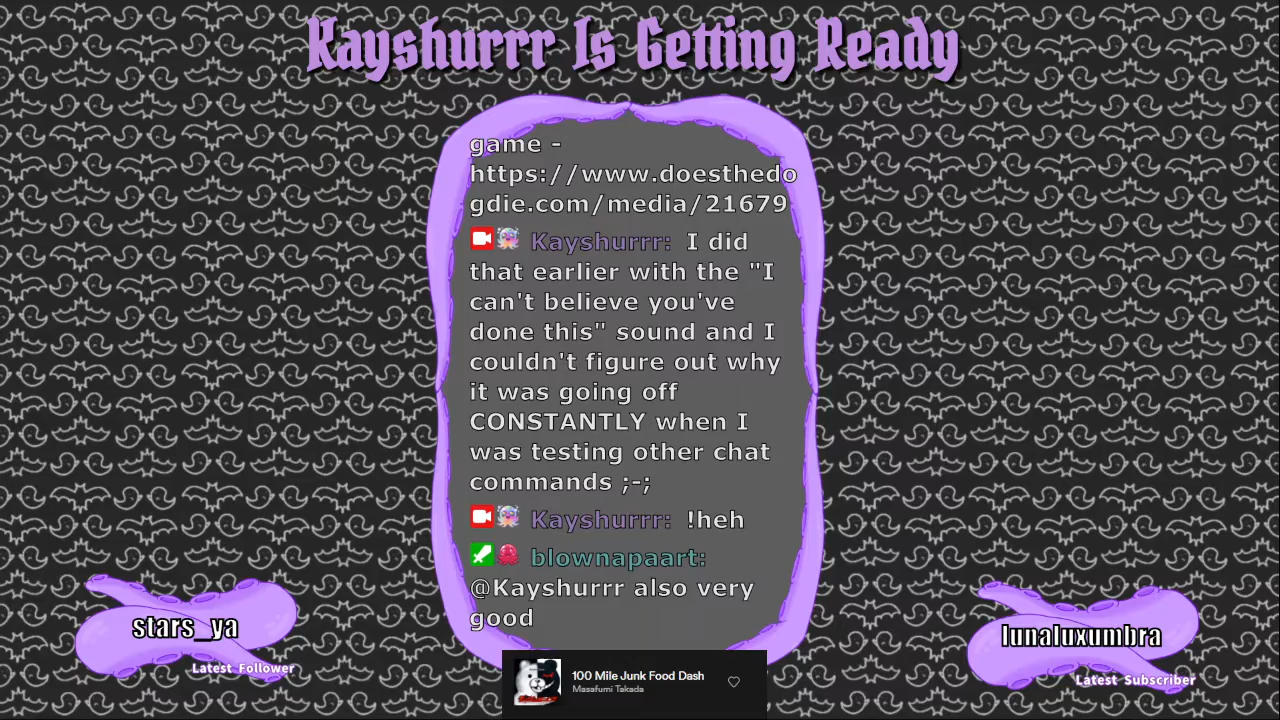 Kayshurrr Is Getting Ready
game -
https://www.doesthedo
gdie.com/media/21679
Kayshurrr: I did
that earlier with the "I
can't believe you've
done this" sound and I
couldn't figure out why
it was going off
CONSTANTLY when I
was testing other chat
commands ;-;
Kayshurrr: !heh
blownapaart:
@Kayshurrr also very
good
stars_ya
Latest Follower
lunaluxumbra
Latest Subscriber
100 Mile Junk Food Dash
Masafumi Takada